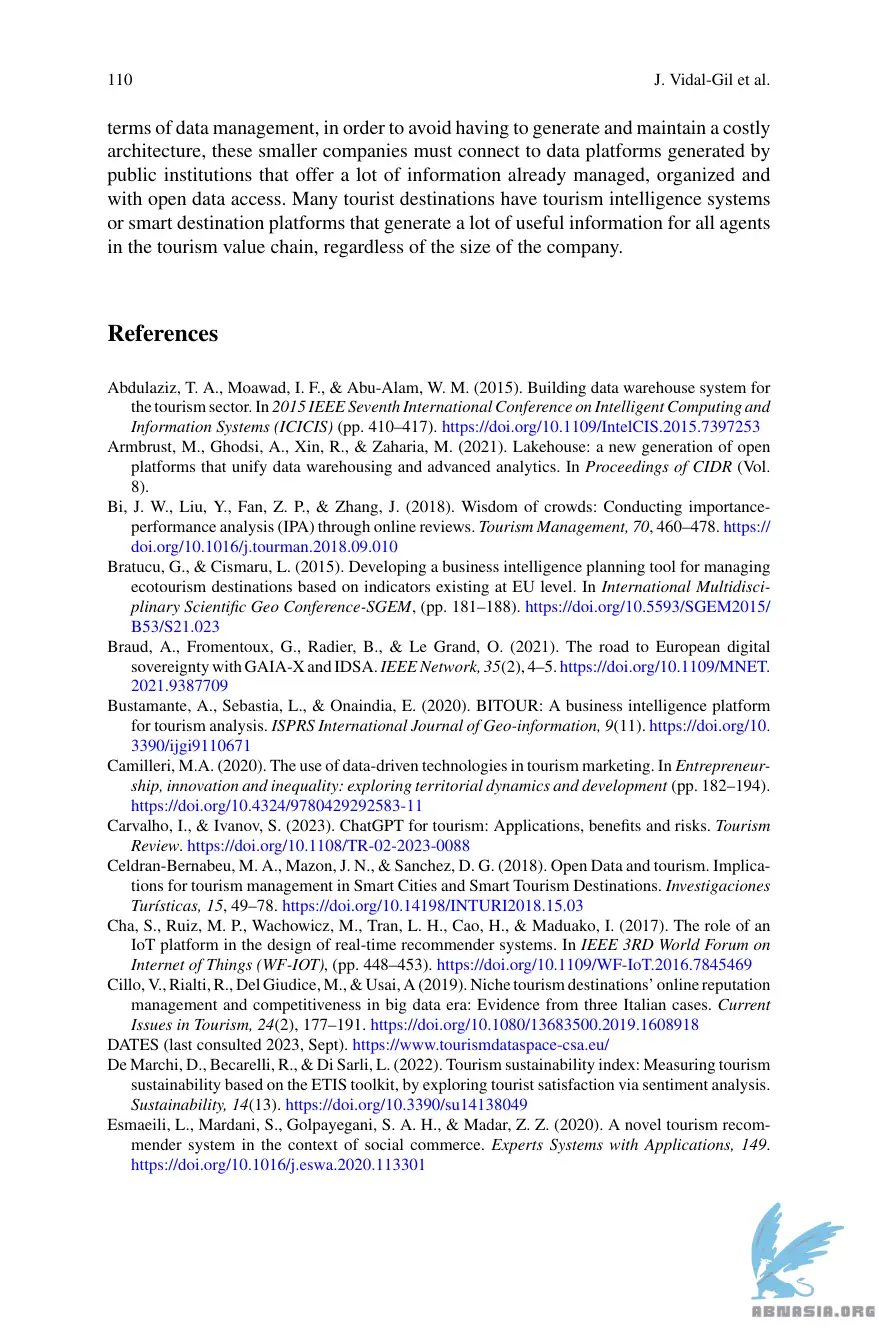 110
J. Vidal-Gil et al.
terms of data management, in order to avoid having to generate and maintain a costly
architecture, these smaller companies must connect to data platforms generated by
public institutions that offer a lot of information already managed, organized and
with open data access. Many tourist destinations have tourism intelligence systems
or smart destination platforms that generate a lot of useful information for all agents
in the tourism value chain, regardless of the size of the company.
References
Abdulaziz, T. A., Moawad, I. F., & Abu-Alam, W. M. (2015). Building data warehouse system for
the tourism sector. In 2015 IEEE Seventh International Conference on Intelligent Computing and
Information Systems (ICICIS) (pp. 410–417). https://doi.org/10.1109/IntelCIS.2015.7397253
Armbrust, M., Ghodsi, A., Xin, R., & Zaharia, M. (2021). Lakehouse: a new generation of open
platforms that unify data warehousing and advanced analytics. In Proceedings of CIDR (Vol.
8).
Bi, J. W., Liu, Y., Fan, Z. P., & Zhang, J. (2018). Wisdom of crowds: Conducting importance-
performance analysis (IPA) through online reviews. Tourism Management, 70, 460–478. https://
doi.org/10.1016/j.tourman.2018.09.010
Bratucu, G., & Cismaru, L. (2015). Developing a business intelligence planning tool for managing
ecotourism destinations based on indicators existing at EU level. In International Multidisci-
plinary Scientific Geo Conference-SGEM, (pp. 181–188). https://doi.org/10.5593/SGEM2015/
B53/S21.023
Braud, A., Fromentoux, G., Radier, B., & Le Grand, O. (2021). The road to European digital
sovereignty with GAIA-X and IDSA. IEEE Network, 35(2), 4–5. https://doi.org/10.1109/MNET.
2021.9387709
Bustamante, A., Sebastia, L., & Onaindia, E. (2020). BITOUR: A business intelligence platform
for tourism analysis. ISPRS International Journal of Geo-information, 9(11). https://doi.org/10.
3390/ijgi9110671
Camilleri, M.A. (2020). The use of data-driven technologies in tourism marketing. In Entrepreneur-
ship, innovation and inequality: exploring territorial dynamics and development (pp. 182–194).
https://doi.org/10.4324/9780429292583-11
Carvalho, I., & Ivanov, S. (2023). ChatGPT for tourism: Applications, benefits and risks. Tourism
Review. https://doi.org/10.1108/TR-02-2023-0088
Celdran-Bernabeu, M. A., Mazon, J. N., & Sanchez, D. G. (2018). Open Data and tourism. Implica-
tions for tourism management in Smart Cities and Smart Tourism Destinations. Investigaciones
Turísticas, 15, 49–78. https://doi.org/10.14198/INTURI2018.15.03
Cha, S., Ruiz, M. P., Wachowicz, M., Tran, L. H., Cao, H., & Maduako, I. (2017). The role of an
IoT platform in the design of real-time recommender systems. In IEEE 3RD World Forum on
Internet of Things (WF-IOT), (pp. 448–453). https://doi.org/10.1109/WF-IoT.2016.7845469
Cillo, V., Rialti, R., Del Giudice, M., & Usai, A (2019). Niche tourism destinations’ online reputation
management and competitiveness in big data era: Evidence from three Italian cases. Current
Issues in Tourism, 24(2), 177–191. https://doi.org/10.1080/13683500.2019.1608918
DATES (last consulted 2023, Sept). https://www.tourismdataspace-csa.eu/
De Marchi, D., Becarelli, R., & Di Sarli, L. (2022). Tourism sustainability index: Measuring tourism
sustainability based on the ETIS toolkit, by exploring tourist satisfaction via sentiment analysis.
Sustainability, 14(13). https://doi.org/10.3390/su14138049
Esmaeili, L., Mardani, S., Golpayegani, S. A. H., & Madar, Z. Z. (2020). A novel tourism recom-
mender system in the context of social commerce. Experts Systems with Applications, 149.
https://doi.org/10.1016/j.eswa.2020.113301
ABNASIA.ORG